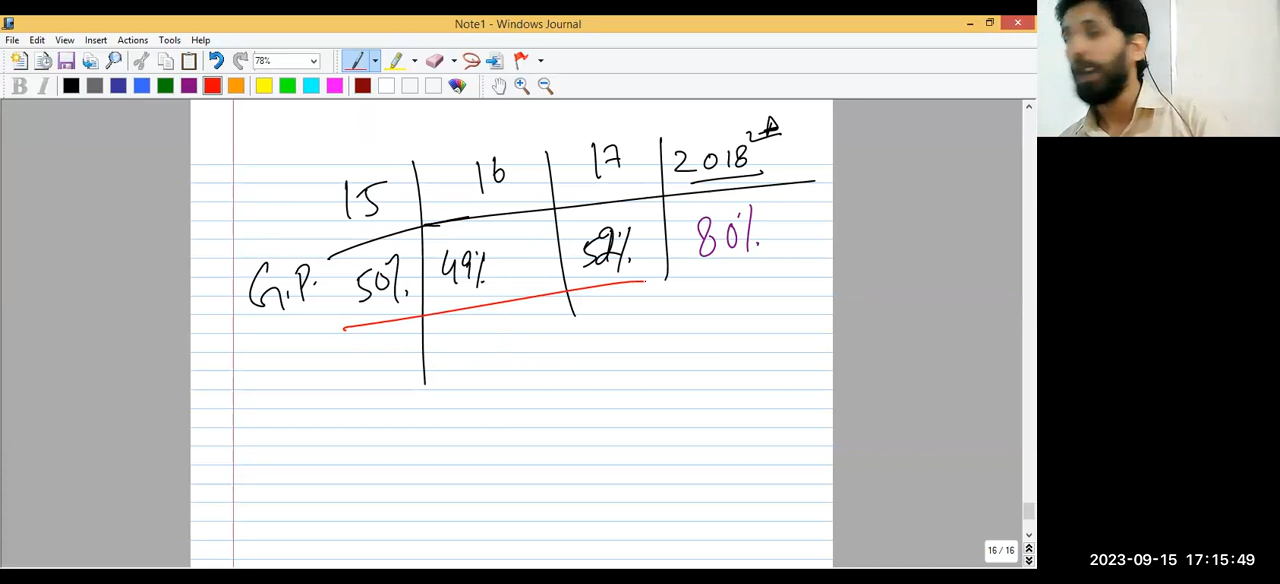 Note1 - Windows Journal
File Edit View Insert Actions Tools Help
78%
B I
15 16 17 2018
G.P. 50% 49% 52% 80%
16 / 16
2023-09-15 17:15:49